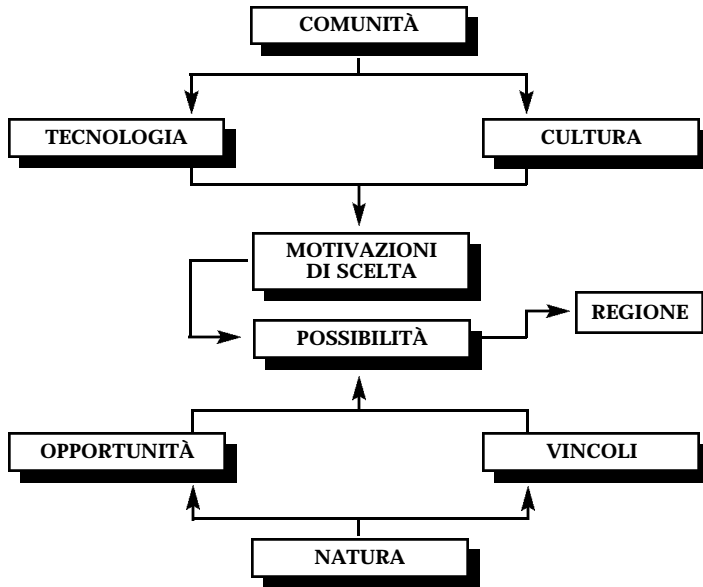 COMUNITÀ
TECNOLOGIA
CULTURA
MOTIVAZIONI
DI SCELTA
REGIONE
POSSIBILITÀ
OPPORTUNITÀ
VINCOLI
NATURA